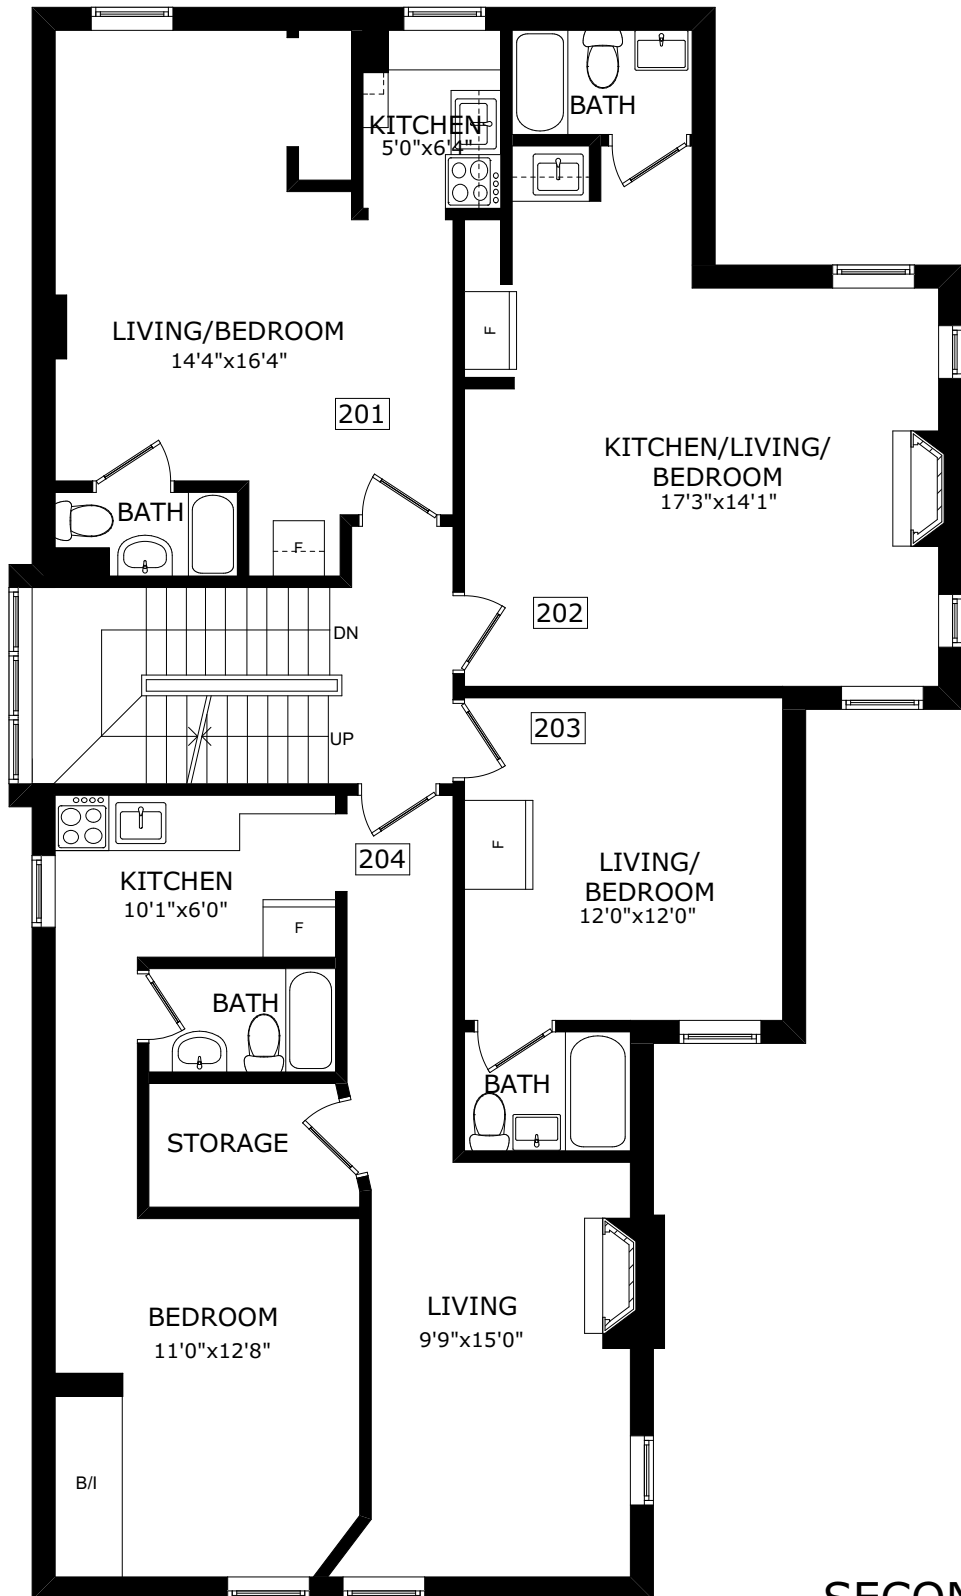 BATH
KITCHEN
5'0"x6'4"
LIVING/BEDROOM
14'4"x16'4"
F
201
KITCHEN/LIVING/
BEDROOM
17'3"x14'1"
BATH
F
202
DN
UP
203
204
F
LIVING/
BEDROOM
12'0"x12'0"
KITCHEN
10'1"x6'0"
F
BATH
BATH
STORAGE
LIVING
9'9"x15'0"
BEDROOM
11'0"x12'8"
B/I